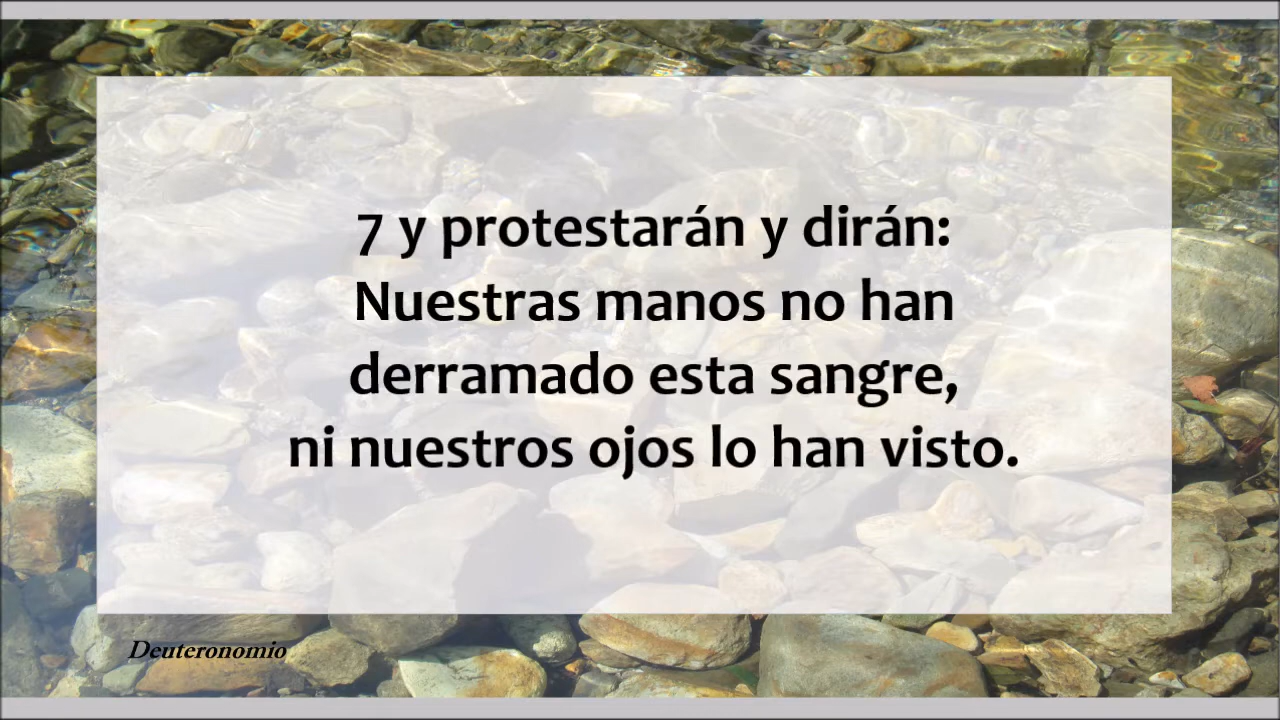 7 y protestarán y dirán:
Nuestras manos no han
derramado esta sangre,
ni nuestros ojos lo han visto.
Deuteronomio